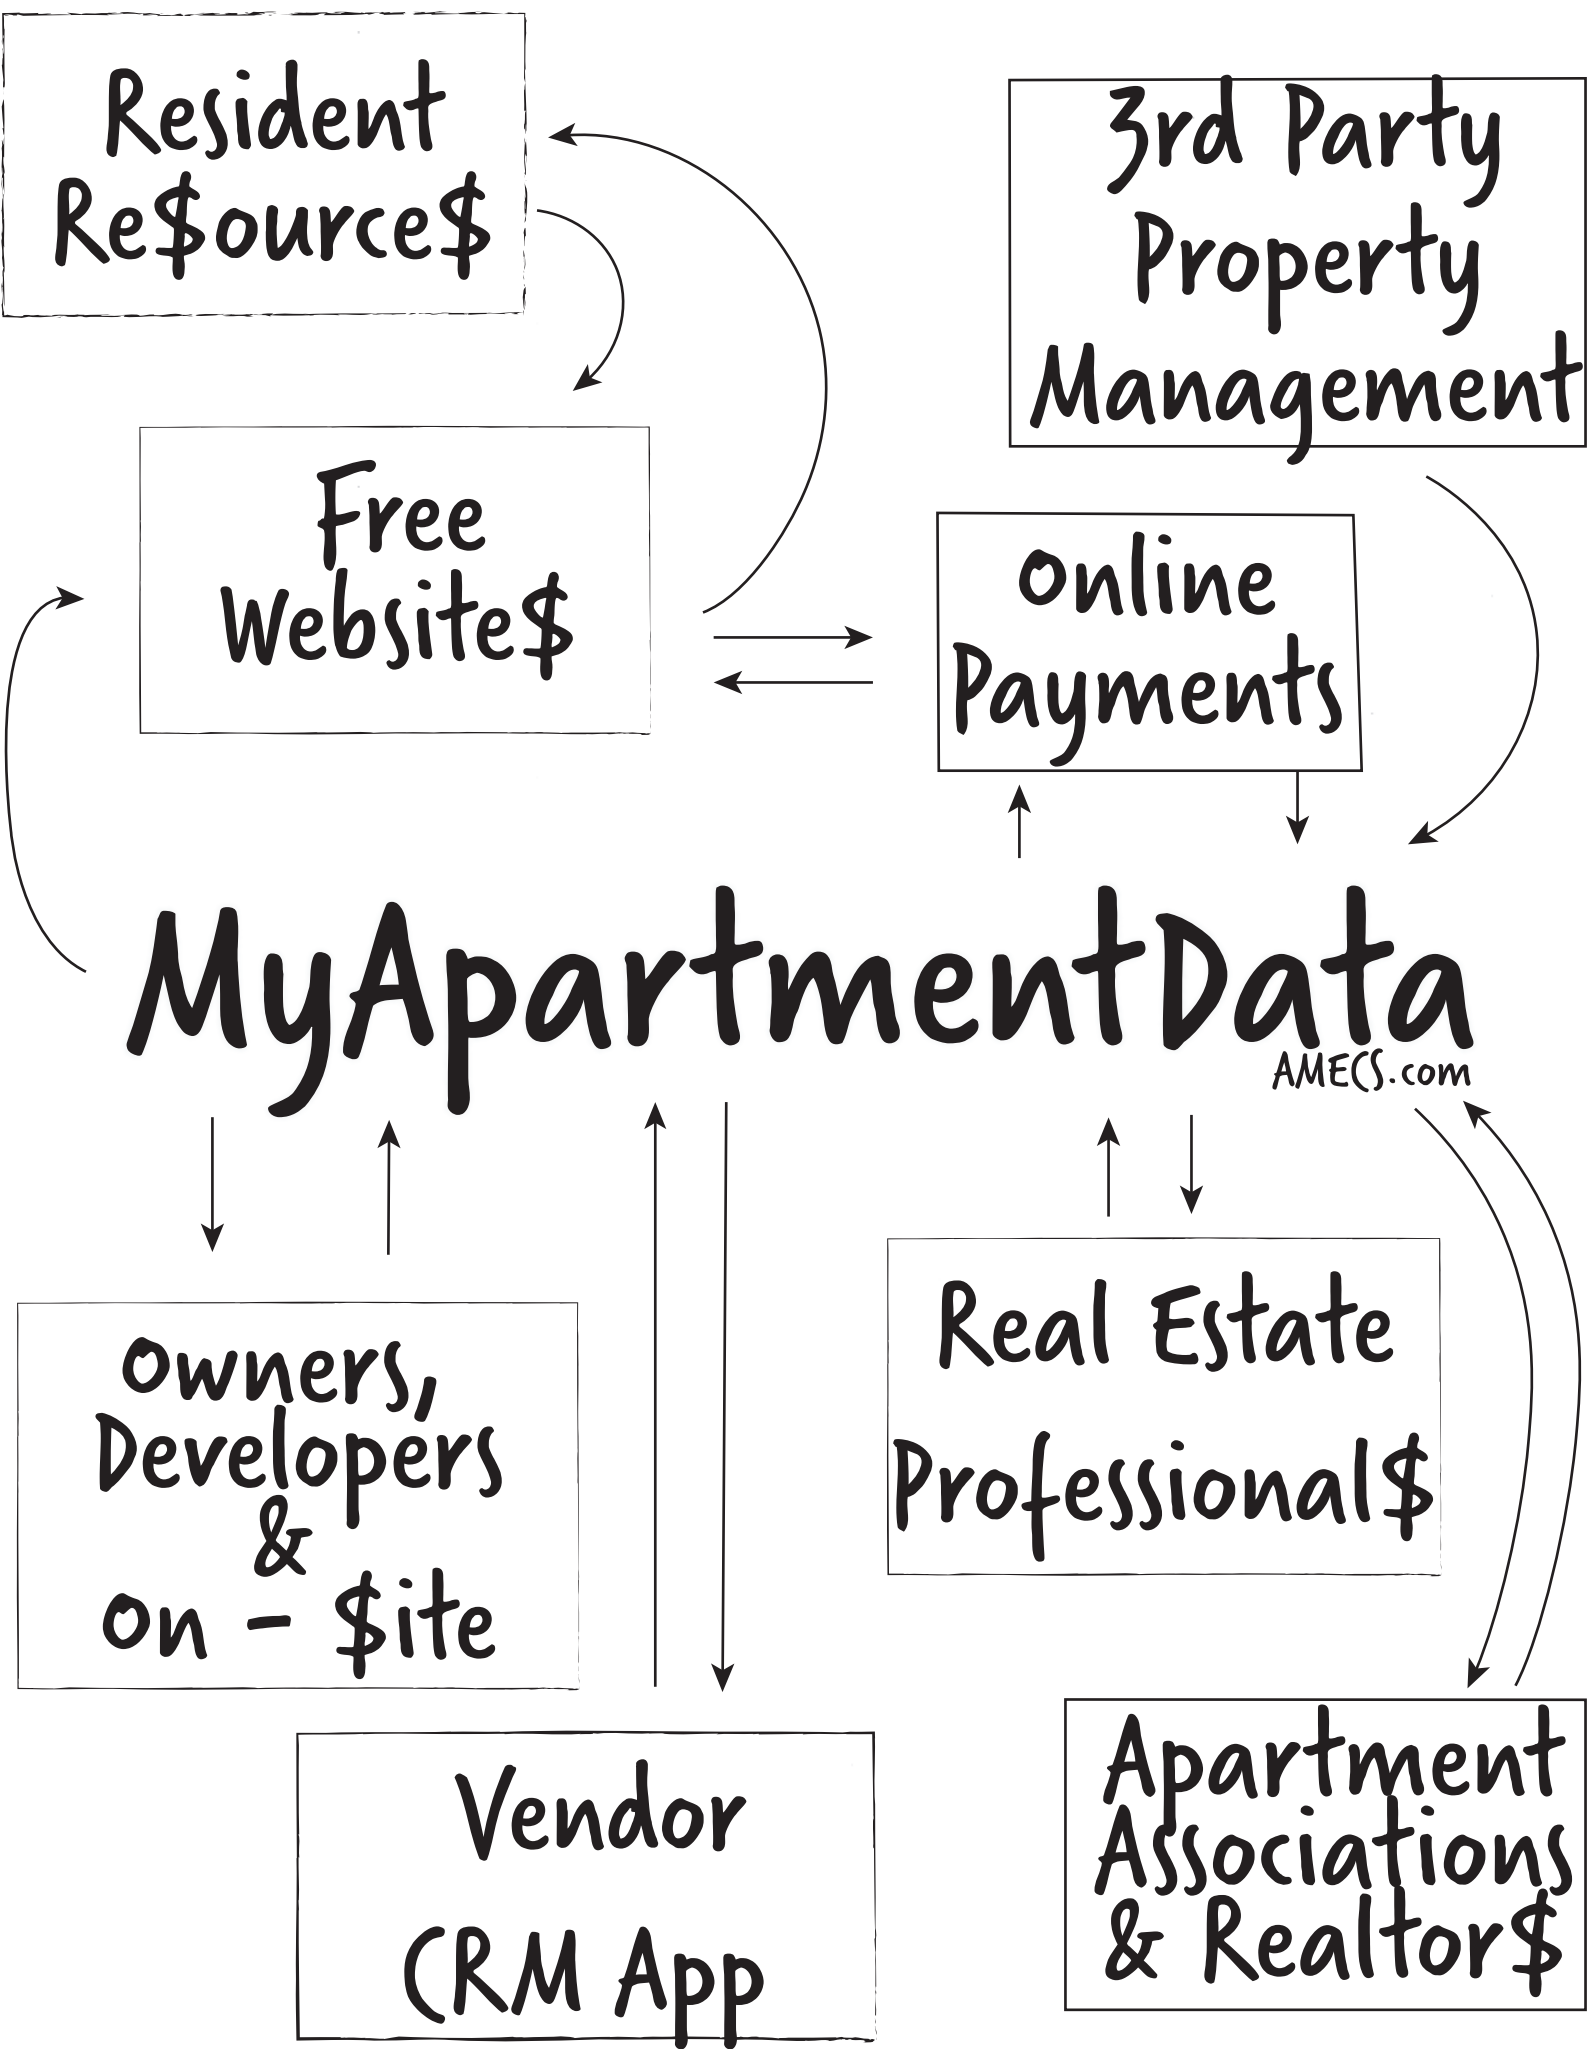 Resident
Re$ource$
3rd Party
Property
Management
Free
Website$
Online
Payments
MyApartmentData
AMECS.com
Owners,
Developers
&
On - $ite
Real Estate
Professional$
Vendor
CRM App
Apartment
Associations
& Realtor$